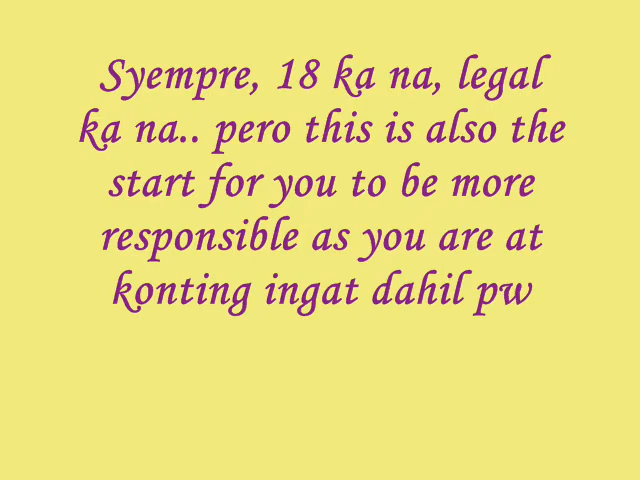 Syempre, 18 ka na, legal
ka na.. pero this is also the
start for you to be more
responsible as you are at
konting ingat dahil pw